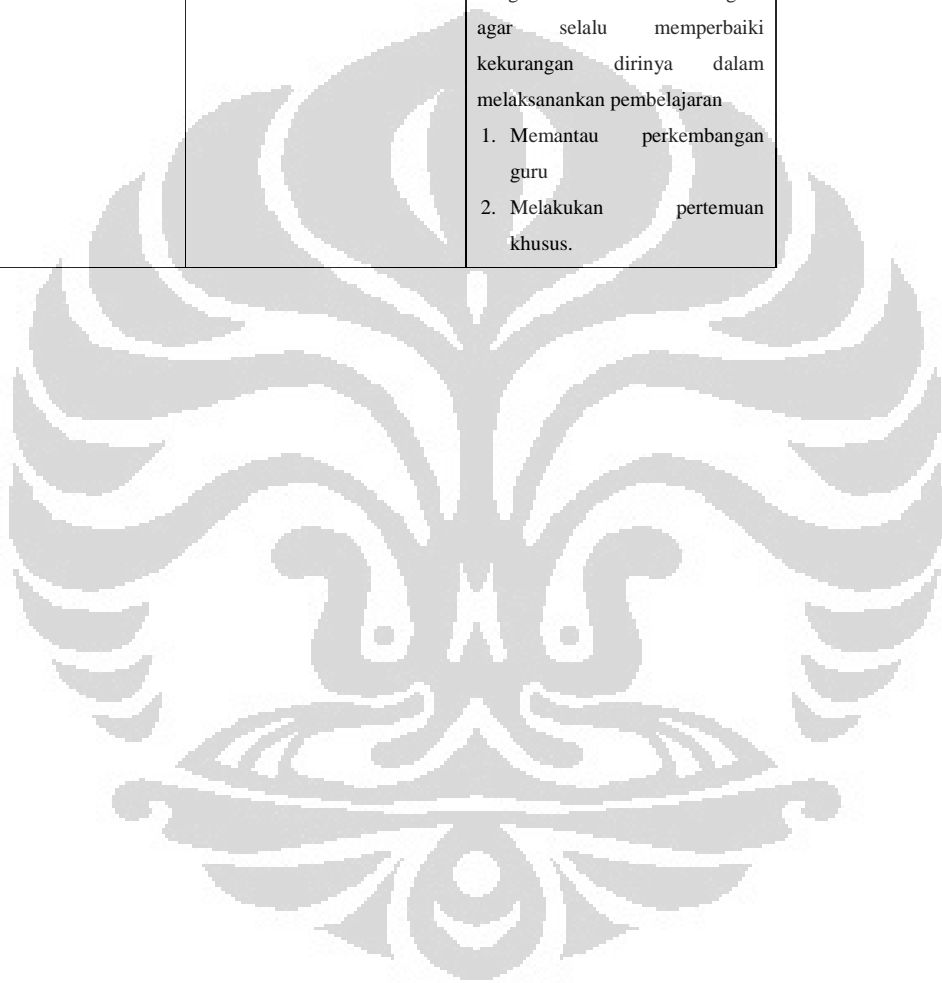 agar selalu memperbaiki
kekurangan dirinya dalam
melaksanankan pembelajaran
1. Memantau perkembangan
guru
2. Melakukan pertemuan
khusus.